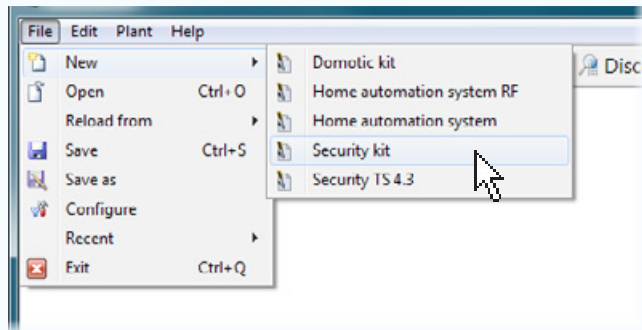 File Edit Plant Help
New
Open Ctrl+O
Reload from
Save Ctrl+S
Save as
Configure
Recent
Exit Ctrl+Q
Domotic kit
Home automation system RF
Home automation system
Security kit
Security TS 4.3
Disc